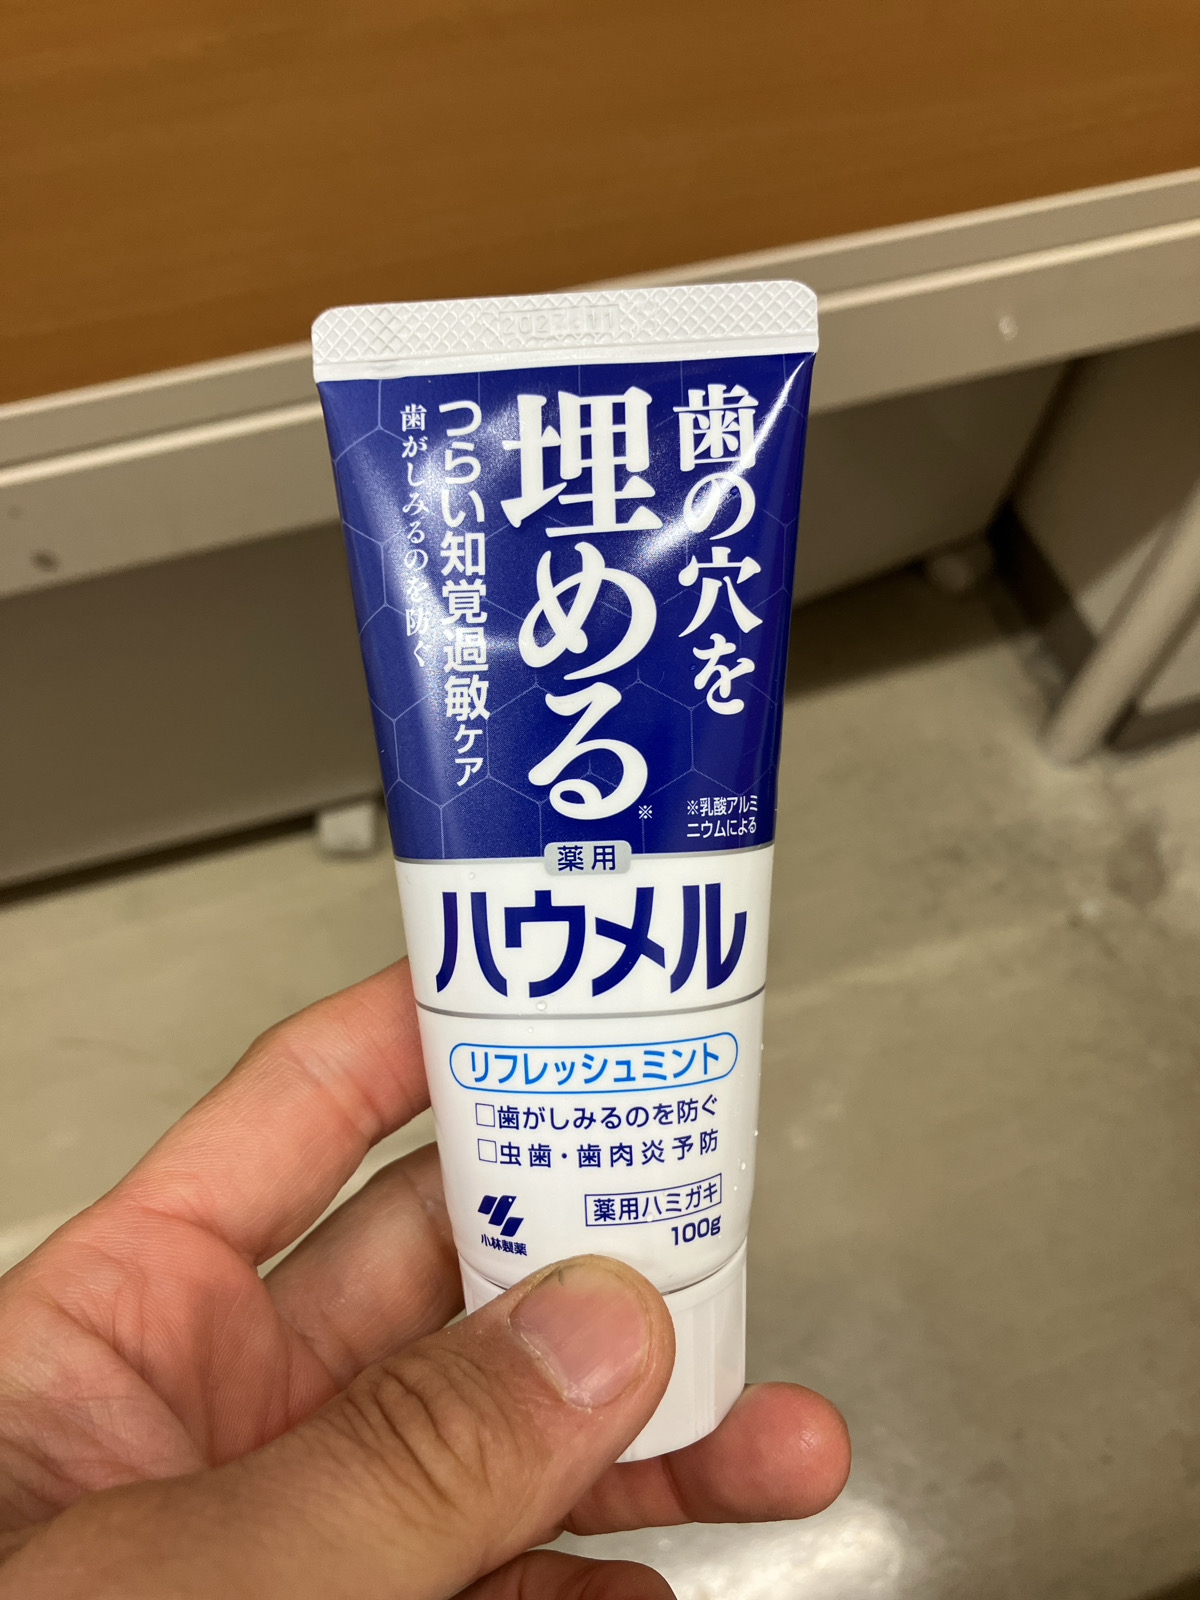 2027.11
歯の穴を
埋める※
つらい知覚過敏ケア
歯がしみるのを防ぐ
※乳酸アルミ
ニウムによる
薬用
ハウメル
リフレッシュミント
□歯がしみるのを防ぐ
□虫歯・歯肉炎予防
薬用ハミガキ
100g
小林製薬